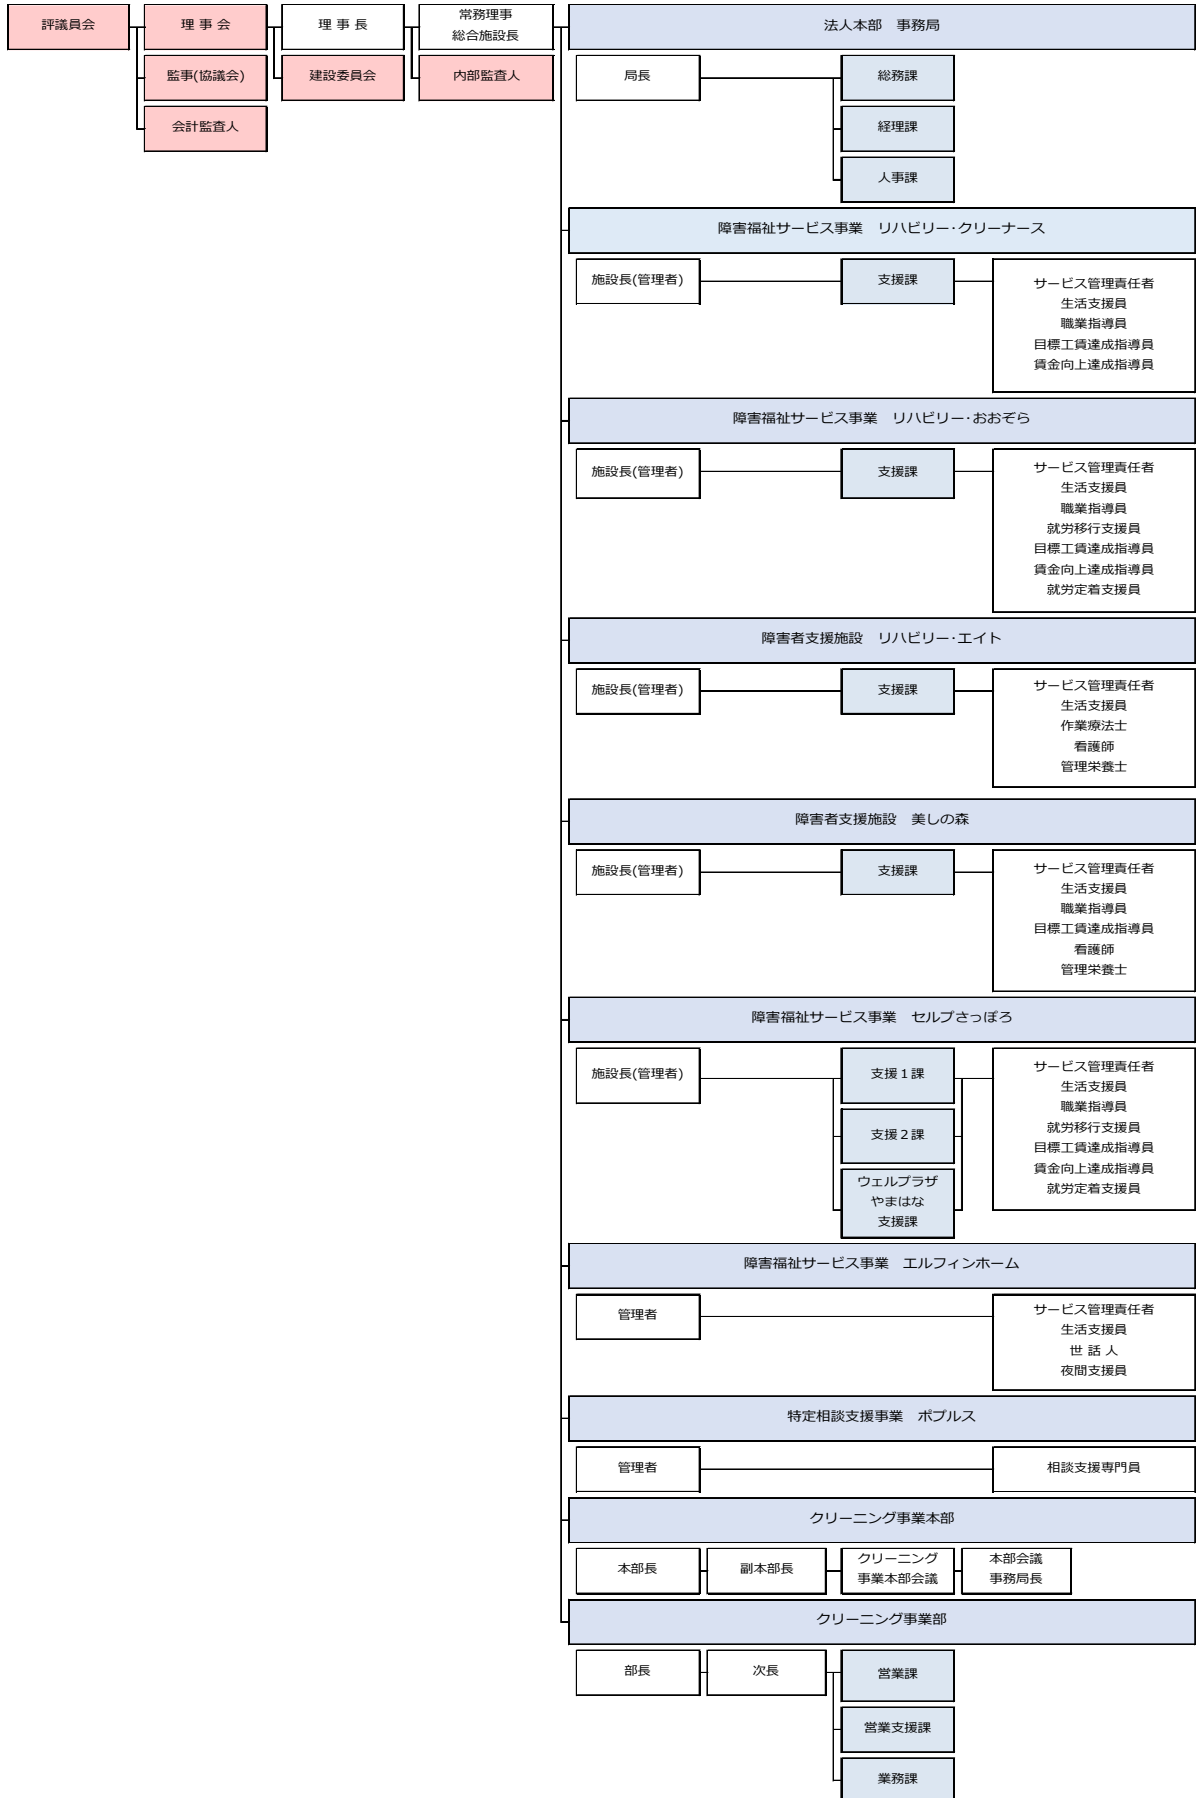 評議員会
理 事 会
理 事 長
常務理事
総合施設長
法人本部　事務局
監事(協議会)
建設委員会
内部監査人
会計監査人
局長
総務課
経理課
人事課
障害福祉サービス事業　リハビリー･クリーナース
施設長(管理者)
支援課
サービス管理責任者
生活支援員
職業指導員
目標工賃達成指導員
賃金向上達成指導員
障害福祉サービス事業　リハビリー･おおぞら
施設長(管理者)
支援課
サービス管理責任者
生活支援員
職業指導員
就労移行支援員
目標工賃達成指導員
賃金向上達成指導員
就労定着支援員
障害者支援施設　リハビリー･エイト
施設長(管理者)
支援課
サービス管理責任者
生活支援員
作業療法士
看護師
管理栄養士
障害者支援施設　美しの森
施設長(管理者)
支援課
サービス管理責任者
生活支援員
職業指導員
目標工賃達成指導員
看護師
管理栄養士
障害福祉サービス事業　セルプさっぽろ
施設長(管理者)
支援１課
支援２課
ウェルプラザ
やまはな
支援課
サービス管理責任者
生活支援員
職業指導員
就労移行支援員
目標工賃達成指導員
賃金向上達成指導員
就労定着支援員
障害福祉サービス事業　エルフィンホーム
管理者
サービス管理責任者
生活支援員
世 話 人
夜間支援員
特定相談支援事業　ポプルス
管理者
相談支援専門員
クリーニング事業本部
本部長
副本部長
クリーニング
事業本部会議
本部会議
事務局長
クリーニング事業部
部長
次長
営業課
営業支援課
業務課